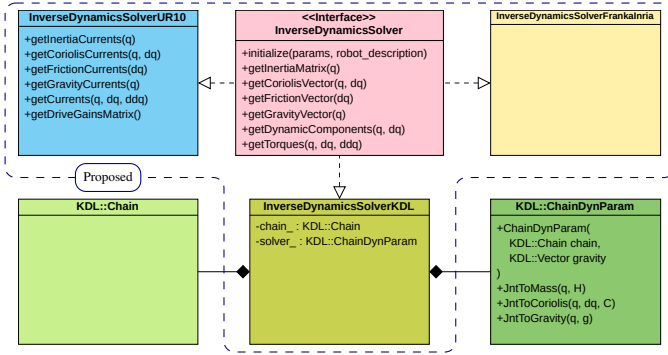 InverseDynamicsSolverUR10
+getInertiaCurrents(q)
+getCoriolisCurrents(q, dq)
+getFrictionCurrents(dq)
+getGravityCurrents(q)
+getCurrents(q, dq, ddq)
+getDriveGainsMatrix()
<<Interface>>
InverseDynamicsSolver
+initialize(params, robot_description)
+getInertiaMatrix(q)
+getCoriolisVector(q, dq)
+getFrictionVector(dq)
+getGravityVector(q)
+getDynamicComponents(q, dq)
+getTorques(q, dq, ddq)
InverseDynamicsSolverFrankaInria
Proposed
KDL::Chain
InverseDynamicsSolverKDL
-chain_ : KDL::Chain
-solver_ : KDL::ChainDynParam
KDL::ChainDynParam
+ChainDynParam(
KDL::Chain chain,
KDL::Vector gravity
)
+JntToMass(q, H)
+JntToCoriolis(q, dq, C)
+JntToGravity(q, g)